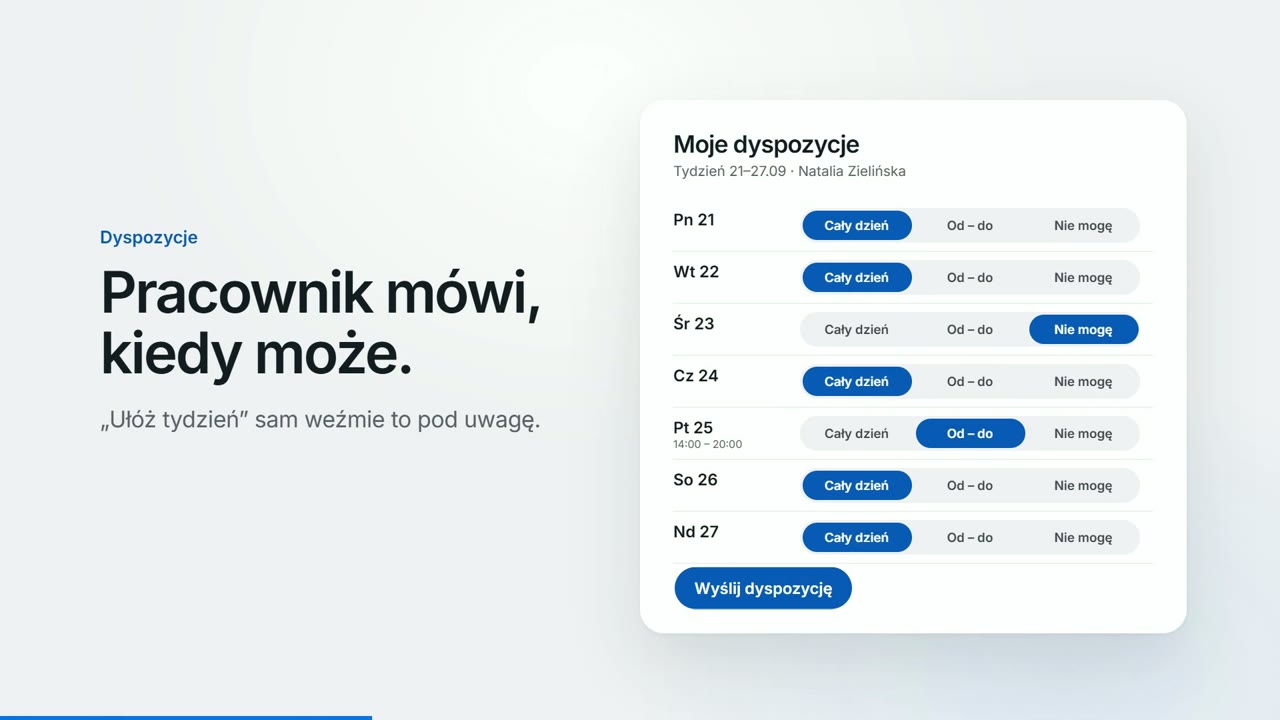 Dyspozycje
Pracownik mówi,
kiedy może.
„Ułóż tydzień” sam weźmie to pod uwagę.
Moje dyspozycje
Tydzień 21–27.09 · Natalia Zielińska
Pn 21 Cały dzień Od – do Nie mogę
Wt 22 Cały dzień Od – do Nie mogę
Śr 23 Cały dzień Od – do Nie mogę
Cz 24 Cały dzień Od – do Nie mogę
Pt 25 Cały dzień Od – do Nie mogę
14:00 – 20:00
So 26 Cały dzień Od – do Nie mogę
Nd 27 Cały dzień Od – do Nie mogę
Wyślij dyspozycję